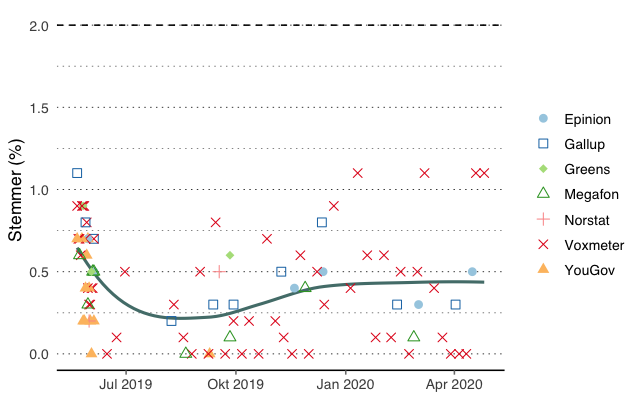 Stemmer (%)
2.0
1.5
1.0
0.5
0.0
Jul 2019
Okt 2019
Jan 2020
Apr 2020
Epinion
Gallup
Greens
Megafon
Norstat
Voxmeter
YouGov